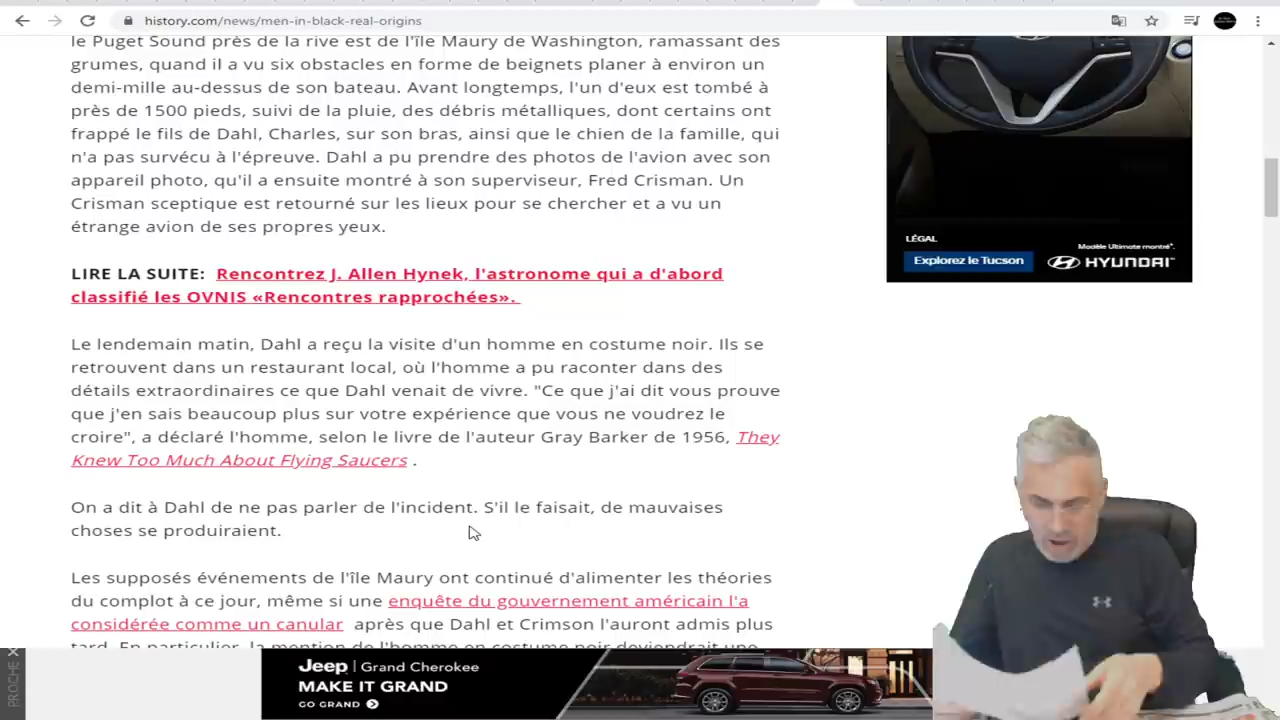 history.com/news/men-in-black-real-origins
le Puget Sound près de la rive est de l'île Maury de Washington, ramassant des
grumes, quand il a vu six obstacles en forme de beignets planer à environ un
demi-mille au-dessus de son bateau. Avant longtemps, l'un d'eux est tombé à
près de 1500 pieds, suivi de la pluie, des débris métalliques, dont certains ont
frappé le fils de Dahl, Charles, sur son bras, ainsi que le chien de la famille, qui
n'a pas survécu à l'épreuve. Dahl a pu prendre des photos de l'avion avec son
appareil photo, qu'il a ensuite montré à son superviseur, Fred Crisman. Un
Crisman sceptique est retourné sur les lieux pour se chercher et a vu un
étrange avion de ses propres yeux.
LIRE LA SUITE: Rencontrez J. Allen Hynek, l'astronome qui a d'abord
classifié les OVNIS «Rencontres rapprochées».
Le lendemain matin, Dahl a reçu la visite d'un homme en costume noir. Ils se
retrouvent dans un restaurant local, où l'homme a pu raconter dans des
détails extraordinaires ce que Dahl venait de vivre. "Ce que j'ai dit vous prouve
que j'en sais beaucoup plus sur votre expérience que vous ne voudrez le
croire", a déclaré l'homme, selon le livre de l'auteur Gray Barker de 1956, They
Knew Too Much About Flying Saucers .
On a dit à Dahl de ne pas parler de l'incident. S'il le faisait, de mauvaises
choses se produiraient.
Les supposés événements de l'île Maury ont continué d'alimenter les théories
du complot à ce jour, même si une enquête du gouvernement américain l'a
considérée comme un canular après que Dahl et Crimson l'auront admis plus
tard. En particulier, la mention de l'homme en costume noir deviendrait une
LÉGAL
Modèle Ultimate montré*.
Explorez le Tucson
HYUNDAI
PROCHE X
Jeep | Grand Cherokee
MAKE IT GRAND
GO GRAND